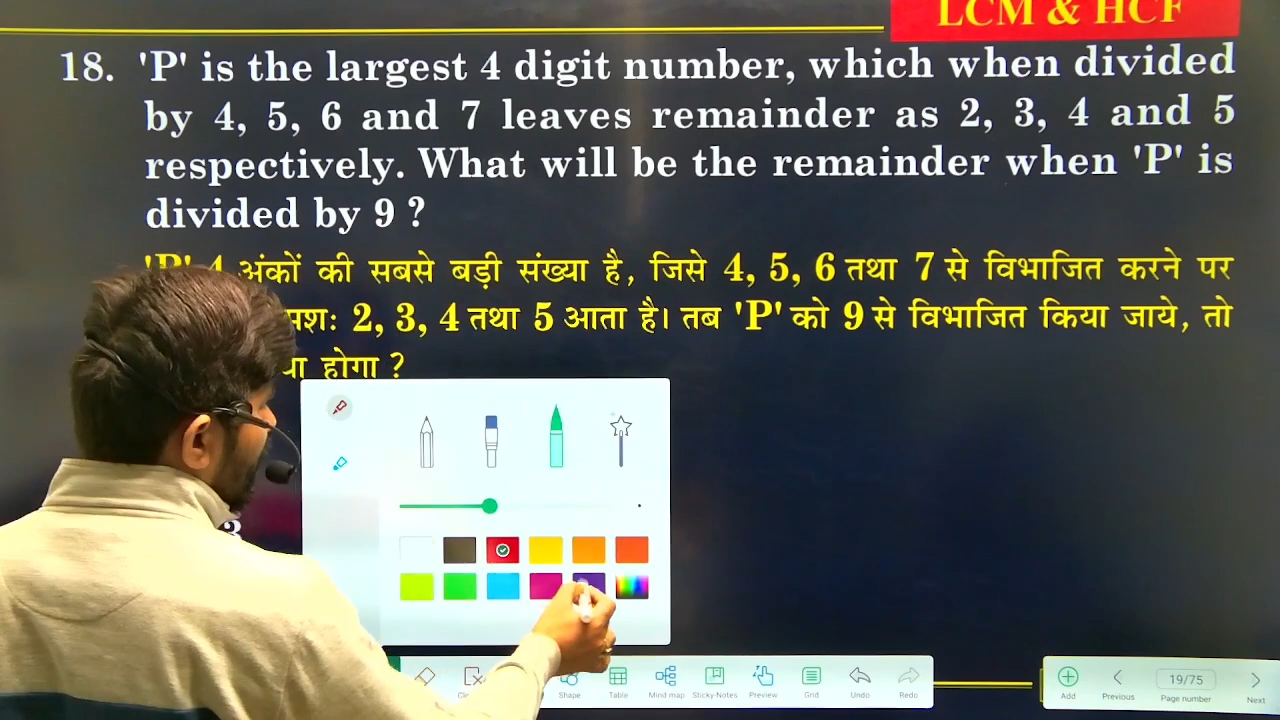 LCM & HCF
18. 'P' is the largest 4 digit number, which when divided
by 4, 5, 6 and 7 leaves remainder as 2, 3, 4 and 5
respectively. What will be the remainder when 'P' is
divided by 9 ?
'P' 4 अंकों की सबसे बड़ी संख्या है, जिसे 4, 5, 6 तथा 7 से विभाजित करने पर
2, 3, 4 तथा 5 आता है। तब 'P' को 9 से विभाजित किया जाये, तो
होगा ?
3
Shape Table Mind map Sticky-Notes Preview Grid Undo Redo
Add Previous 19/75 Page number Next